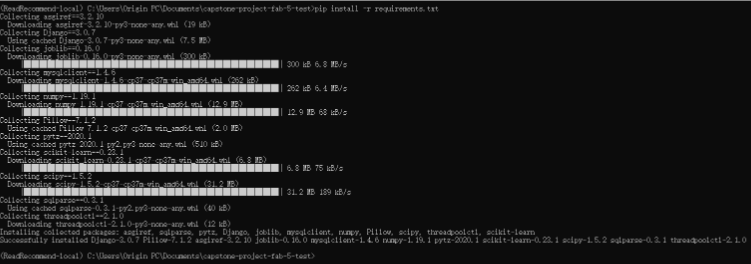 (ReadRecommend-Local) C:\Users\Origin PC\Documents\capstone-project-fab-5-test>pip install -r requirements.txt
Collecting asgiref==3.2.10
Downloading asgiref-3.2.10-py3-none-any.whl (19 kB)
Collecting Django==3.0.7
Using cached Django-3.0.7-py3-none-any.whl (7.5 MB)
Collecting joblib==0.16.0
Downloading joblib-0.16.0-py3-none-any.whl (300 kB)
300 kB 6.8 MB/s
Collecting mysqlclient==1.4.6
Downloading mysqlclient-1.4.6-cp37-cp37m-win_amd64.whl (262 kB)
262 kB 6.4 MB/s
Collecting numpy==1.19.1
Downloading numpy-1.19.1-cp37-cp37m-win_amd64.whl (12.9 MB)
12.9 MB 68 kB/s
Collecting Pillow==7.1.2
Using cached Pillow-7.1.2-cp37-cp37m-win_amd64.whl (2.0 MB)
Collecting pytz==2020.1
Using cached pytz-2020.1-py2.py3-none-any.whl (510 kB)
Collecting scikit-learn==0.23.1
Downloading scikit_learn-0.23.1-cp37-cp37m-win_amd64.whl (6.8 MB)
6.8 MB 75 kB/s
Collecting scipy==1.5.2
Downloading scipy-1.5.2-cp37-cp37m-win_amd64.whl (31.2 MB)
31.2 MB 139 kB/s
Collecting sqlparse==0.3.1
Using cached sqlparse-0.3.1-py2.py3-none-any.whl (40 kB)
Collecting threadpoolctl==2.1.0
Downloading threadpoolctl-2.1.0-py3-none-any.whl (12 kB)
Installing collected packages: asgiref, sqlparse, pytz, Django, joblib, mysqlclient, numpy, Pillow, scipy, threadpoolctl, scikit-learn
Successfully installed Django-3.0.7 Pillow-7.1.2 asgiref-3.2.10 joblib-0.16.0 mysqlclient-1.4.6 numpy-1.19.1 pytz-2020.1 scikit-learn-0.23.1 scipy-1.5.2 sqlparse-0.3.1 threadpoolctl-2.1.0
(ReadRecommend-Local) C:\Users\Origin PC\Documents\capstone-project-fab-5-test>